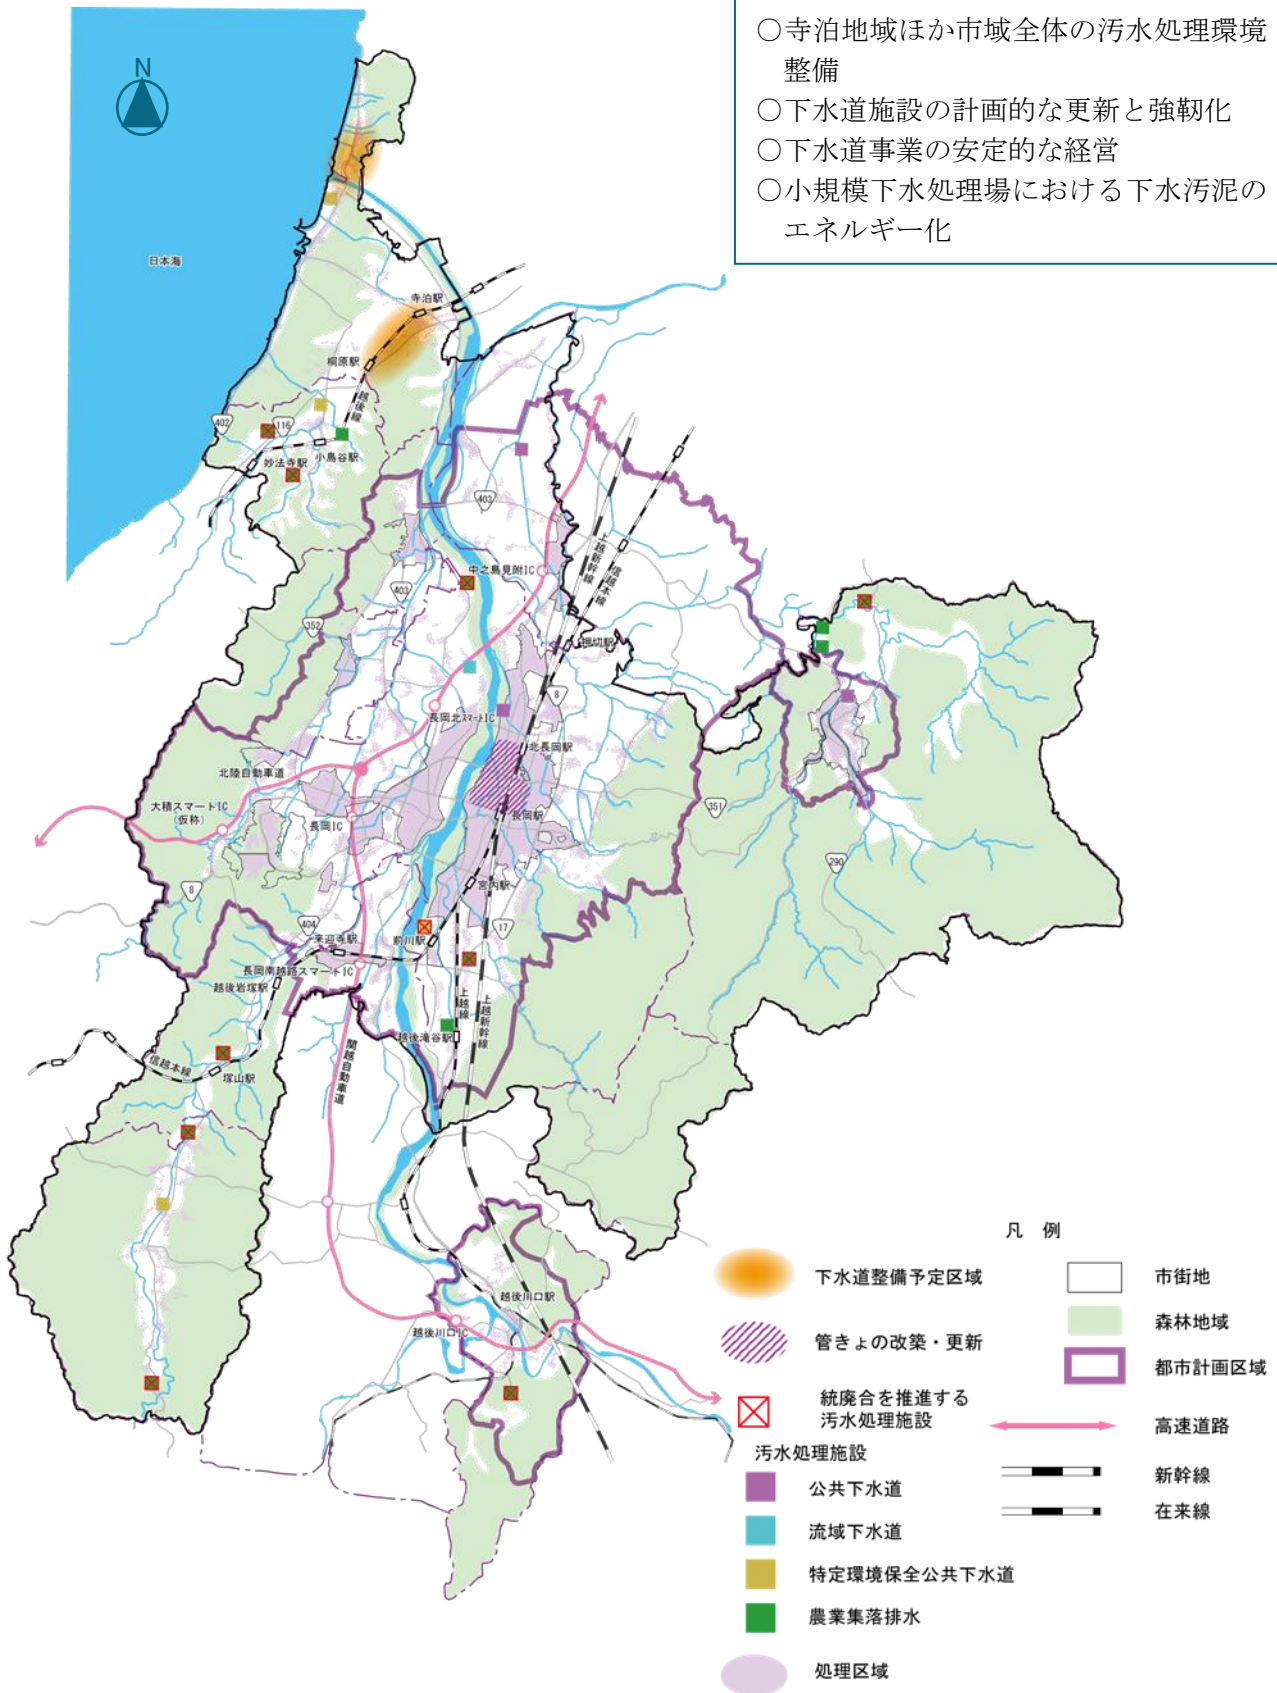 ○寺泊地域ほか市域全体の汚水処理環境
整備
○下水道施設の計画的な更新と強靭化
○下水道事業の安定的な経営
○小規模下水処理場における下水汚泥の
エネルギー化
N
日本海
寺泊駅
桐原駅
越後線
402
116
妙法寺駅
小島谷駅
403
上越新幹線
信越本線
中之島見附IC
403
352
押切駅
8
長岡北スマートIC
北長岡駅
北陸自動車道
大積スマートIC
(仮称)
長岡IC
長岡駅
351
290
8
宮内駅
404
17
来迎寺駅
前川駅
長岡南越路スマートIC
越後岩塚駅
上越線
上越新幹線
越後滝谷駅
関越自動車道
信越本線
塚山駅
越後川口駅
越後川口IC
凡 例
下水道整備予定区域
管きょの改築・更新
統廃合を推進する
汚水処理施設
汚水処理施設
公共下水道
流域下水道
特定環境保全公共下水道
農業集落排水
処理区域
市街地
森林地域
都市計画区域
高速道路
新幹線
在来線